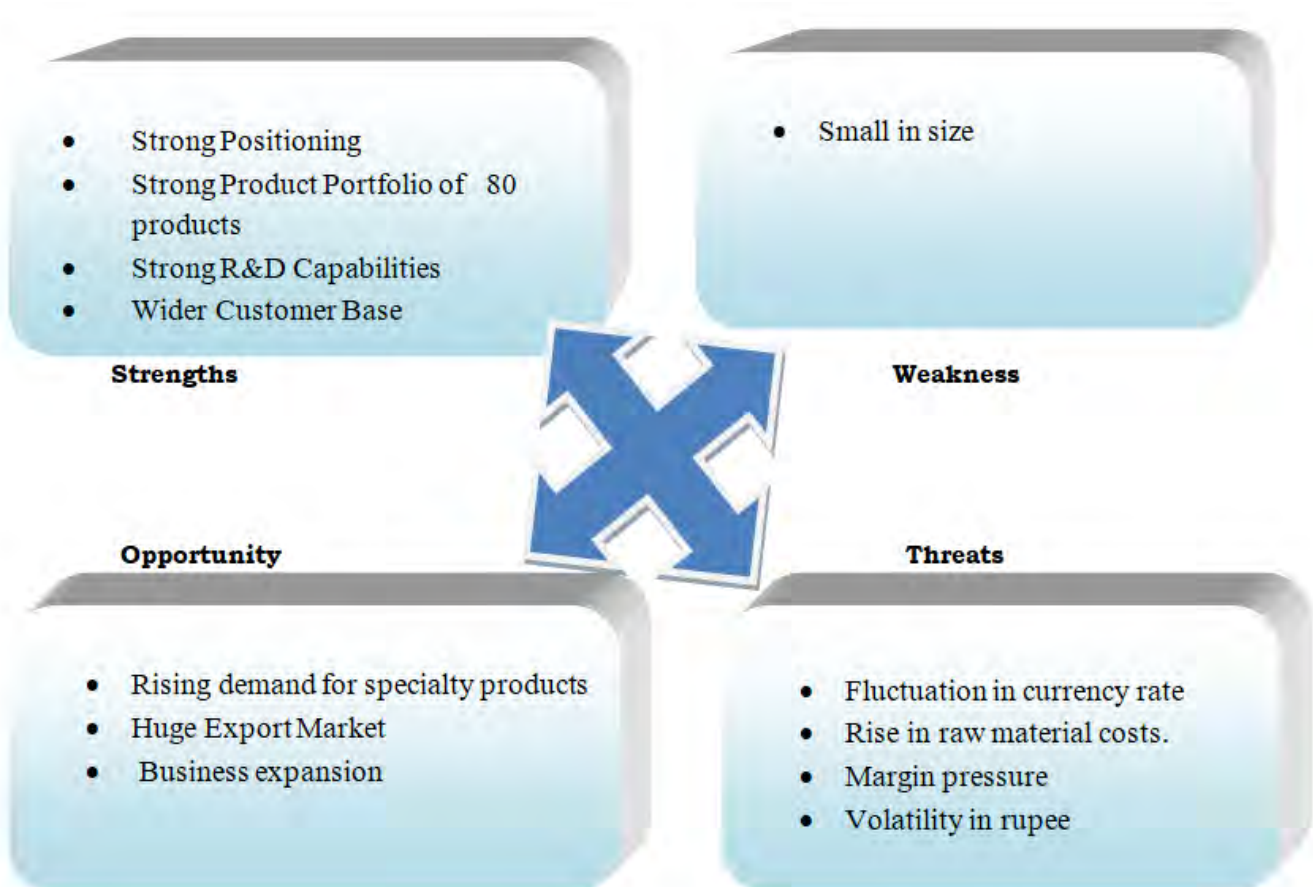 • Strong Positioning
• Strong Product Portfolio of 80
products
• Strong R&D Capabilities
• Wider Customer Base
Strengths
• Small in size
Weakness
Opportunity
• Rising demand for specialty products
• Huge Export Market
• Business expansion
Threats
• Fluctuation in currency rate
• Rise in raw material costs.
• Margin pressure
• Volatility in rupee